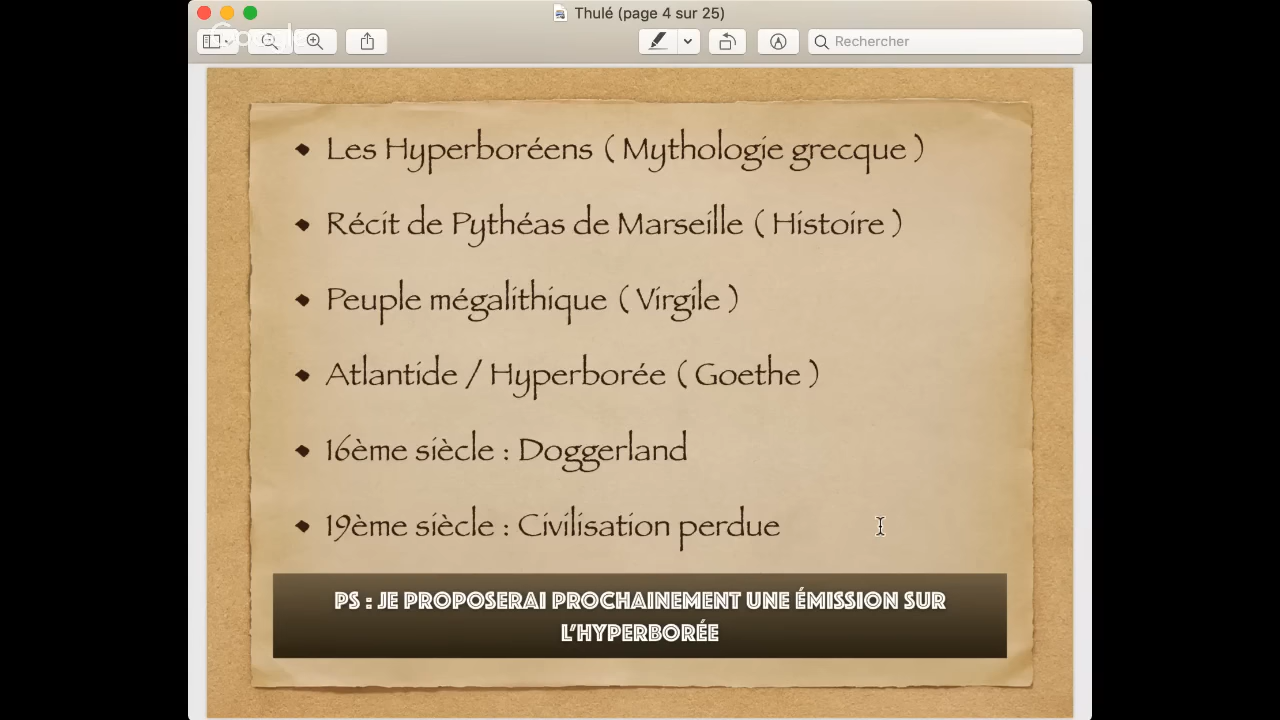 Thulé (page 4 sur 25)
Google
Rechercher
Les Hyperboréens ( Mythologie grecque )
Récit de Pythéas de Marseille ( Histoire )
Peuple mégalithique ( Virgile )
Atlantide / Hyperborée ( Goethe )
16ème siècle : Doggerland
19ème siècle : Civilisation perdue
PS : JE PROPOSERAI PROCHAINEMENT UNE ÉMISSION SUR
L'HYPERBORÉE